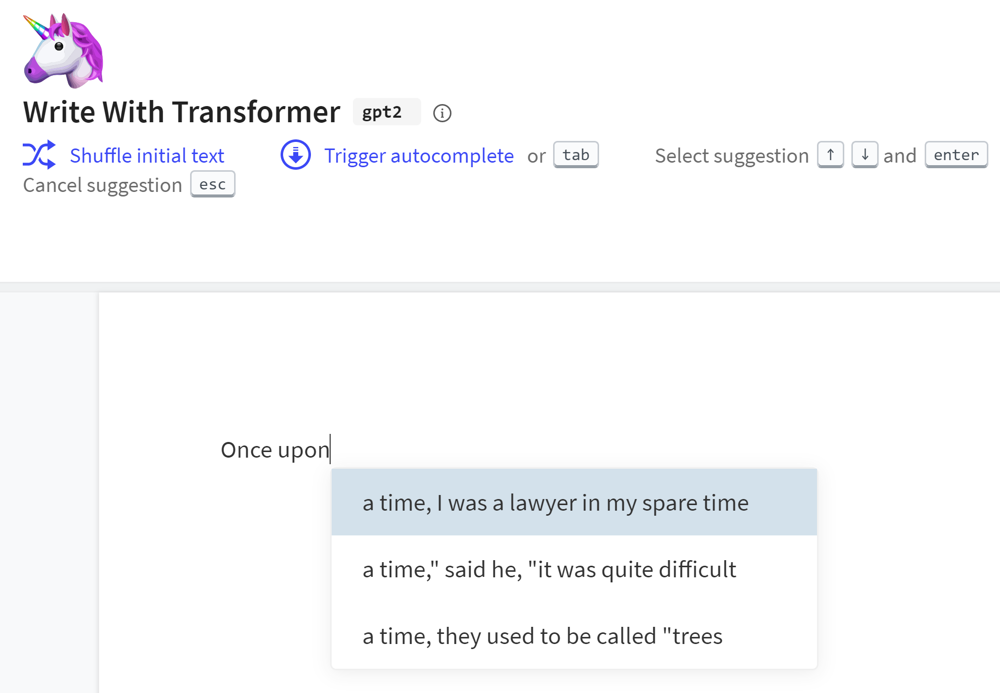 Write With Transformer gpt2 i
Shuffle initial text Trigger autocomplete or tab Select suggestion ↑ ↓ and enter
Cancel suggestion esc
Once upon
a time, I was a lawyer in my spare time
a time," said he, "it was quite difficult
a time, they used to be called "trees